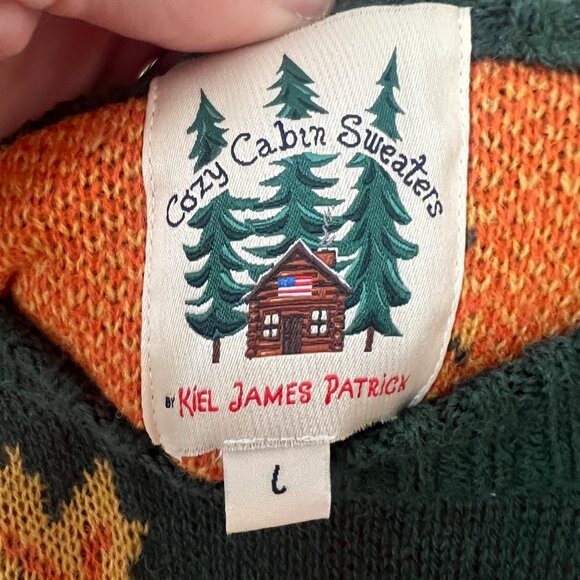 Cozy Cabin Sweaters
BY KIEL JAMES PATRICK
L